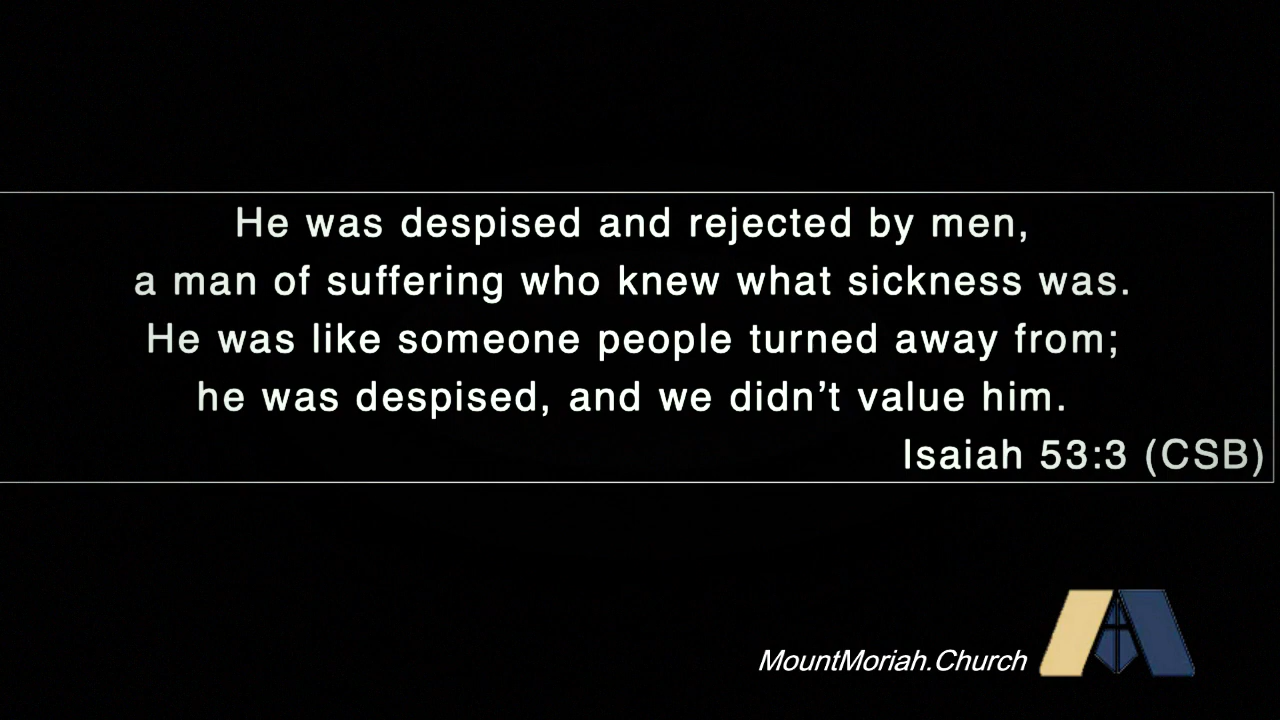 He was despised and rejected by men,
a man of suffering who knew what sickness was.
He was like someone people turned away from;
he was despised, and we didn’t value him.
Isaiah 53:3 (CSB)
MountMoriah.Church